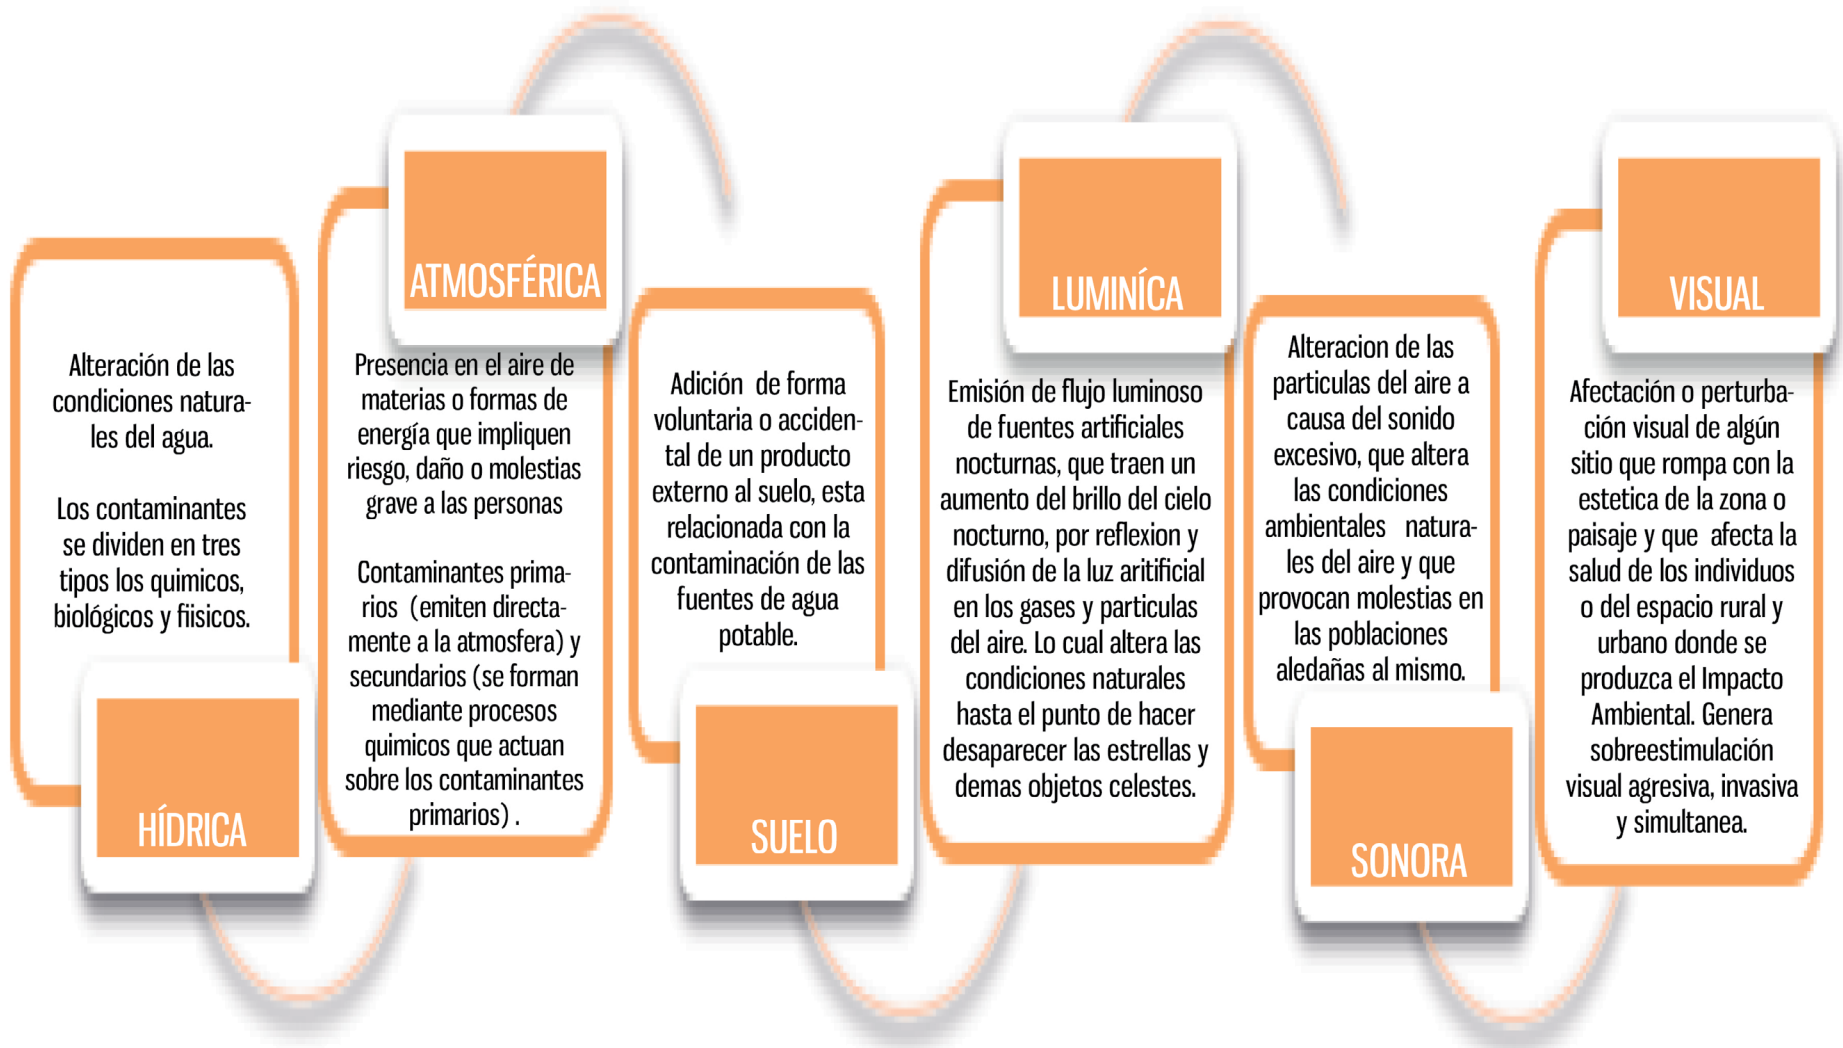 Alteración de las
condiciones natura-
les del agua.
Los contaminantes
se dividen en tres
tipos los quimicos,
biológicos y fiisicos.
HÍDRICA
ATMOSFÉRICA
Presencia en el aire de
materias o formas de
energía que impliquen
riesgo, daño o molestias
grave a las personas
Contaminantes prima-
rios (emiten directa-
mente a la atmosfera) y
secundarios (se forman
mediante procesos
quimicos que actuan
sobre los contaminantes
primarios) .
Adición de forma
voluntaria o acciden-
tal de un producto
externo al suelo, esta
relacionada con la
contaminación de las
fuentes de agua
potable.
SUELO
LUMINÍCA
Emisión de flujo luminoso
de fuentes artificiales
nocturnas, que traen un
aumento del brillo del cielo
nocturno, por reflexion y
difusión de la luz aritificial
en los gases y particulas
del aire. Lo cual altera las
condiciones naturales
hasta el punto de hacer
desaparecer las estrellas y
demas objetos celestes.
Alteracion de las
particulas del aire a
causa del sonido
excesivo, que altera
las condiciones
ambientales natura-
les del aire y que
provocan molestias en
las poblaciones
aledañas al mismo.
SONORA
VISUAL
Afectación o perturba-
ción visual de algún
sitio que rompa con la
estetica de la zona o
paisaje y que afecta la
salud de los individuos
o del espacio rural y
urbano donde se
produzca el Impacto
Ambiental. Genera
sobreestimulación
visual agresiva, invasiva
y simultanea.